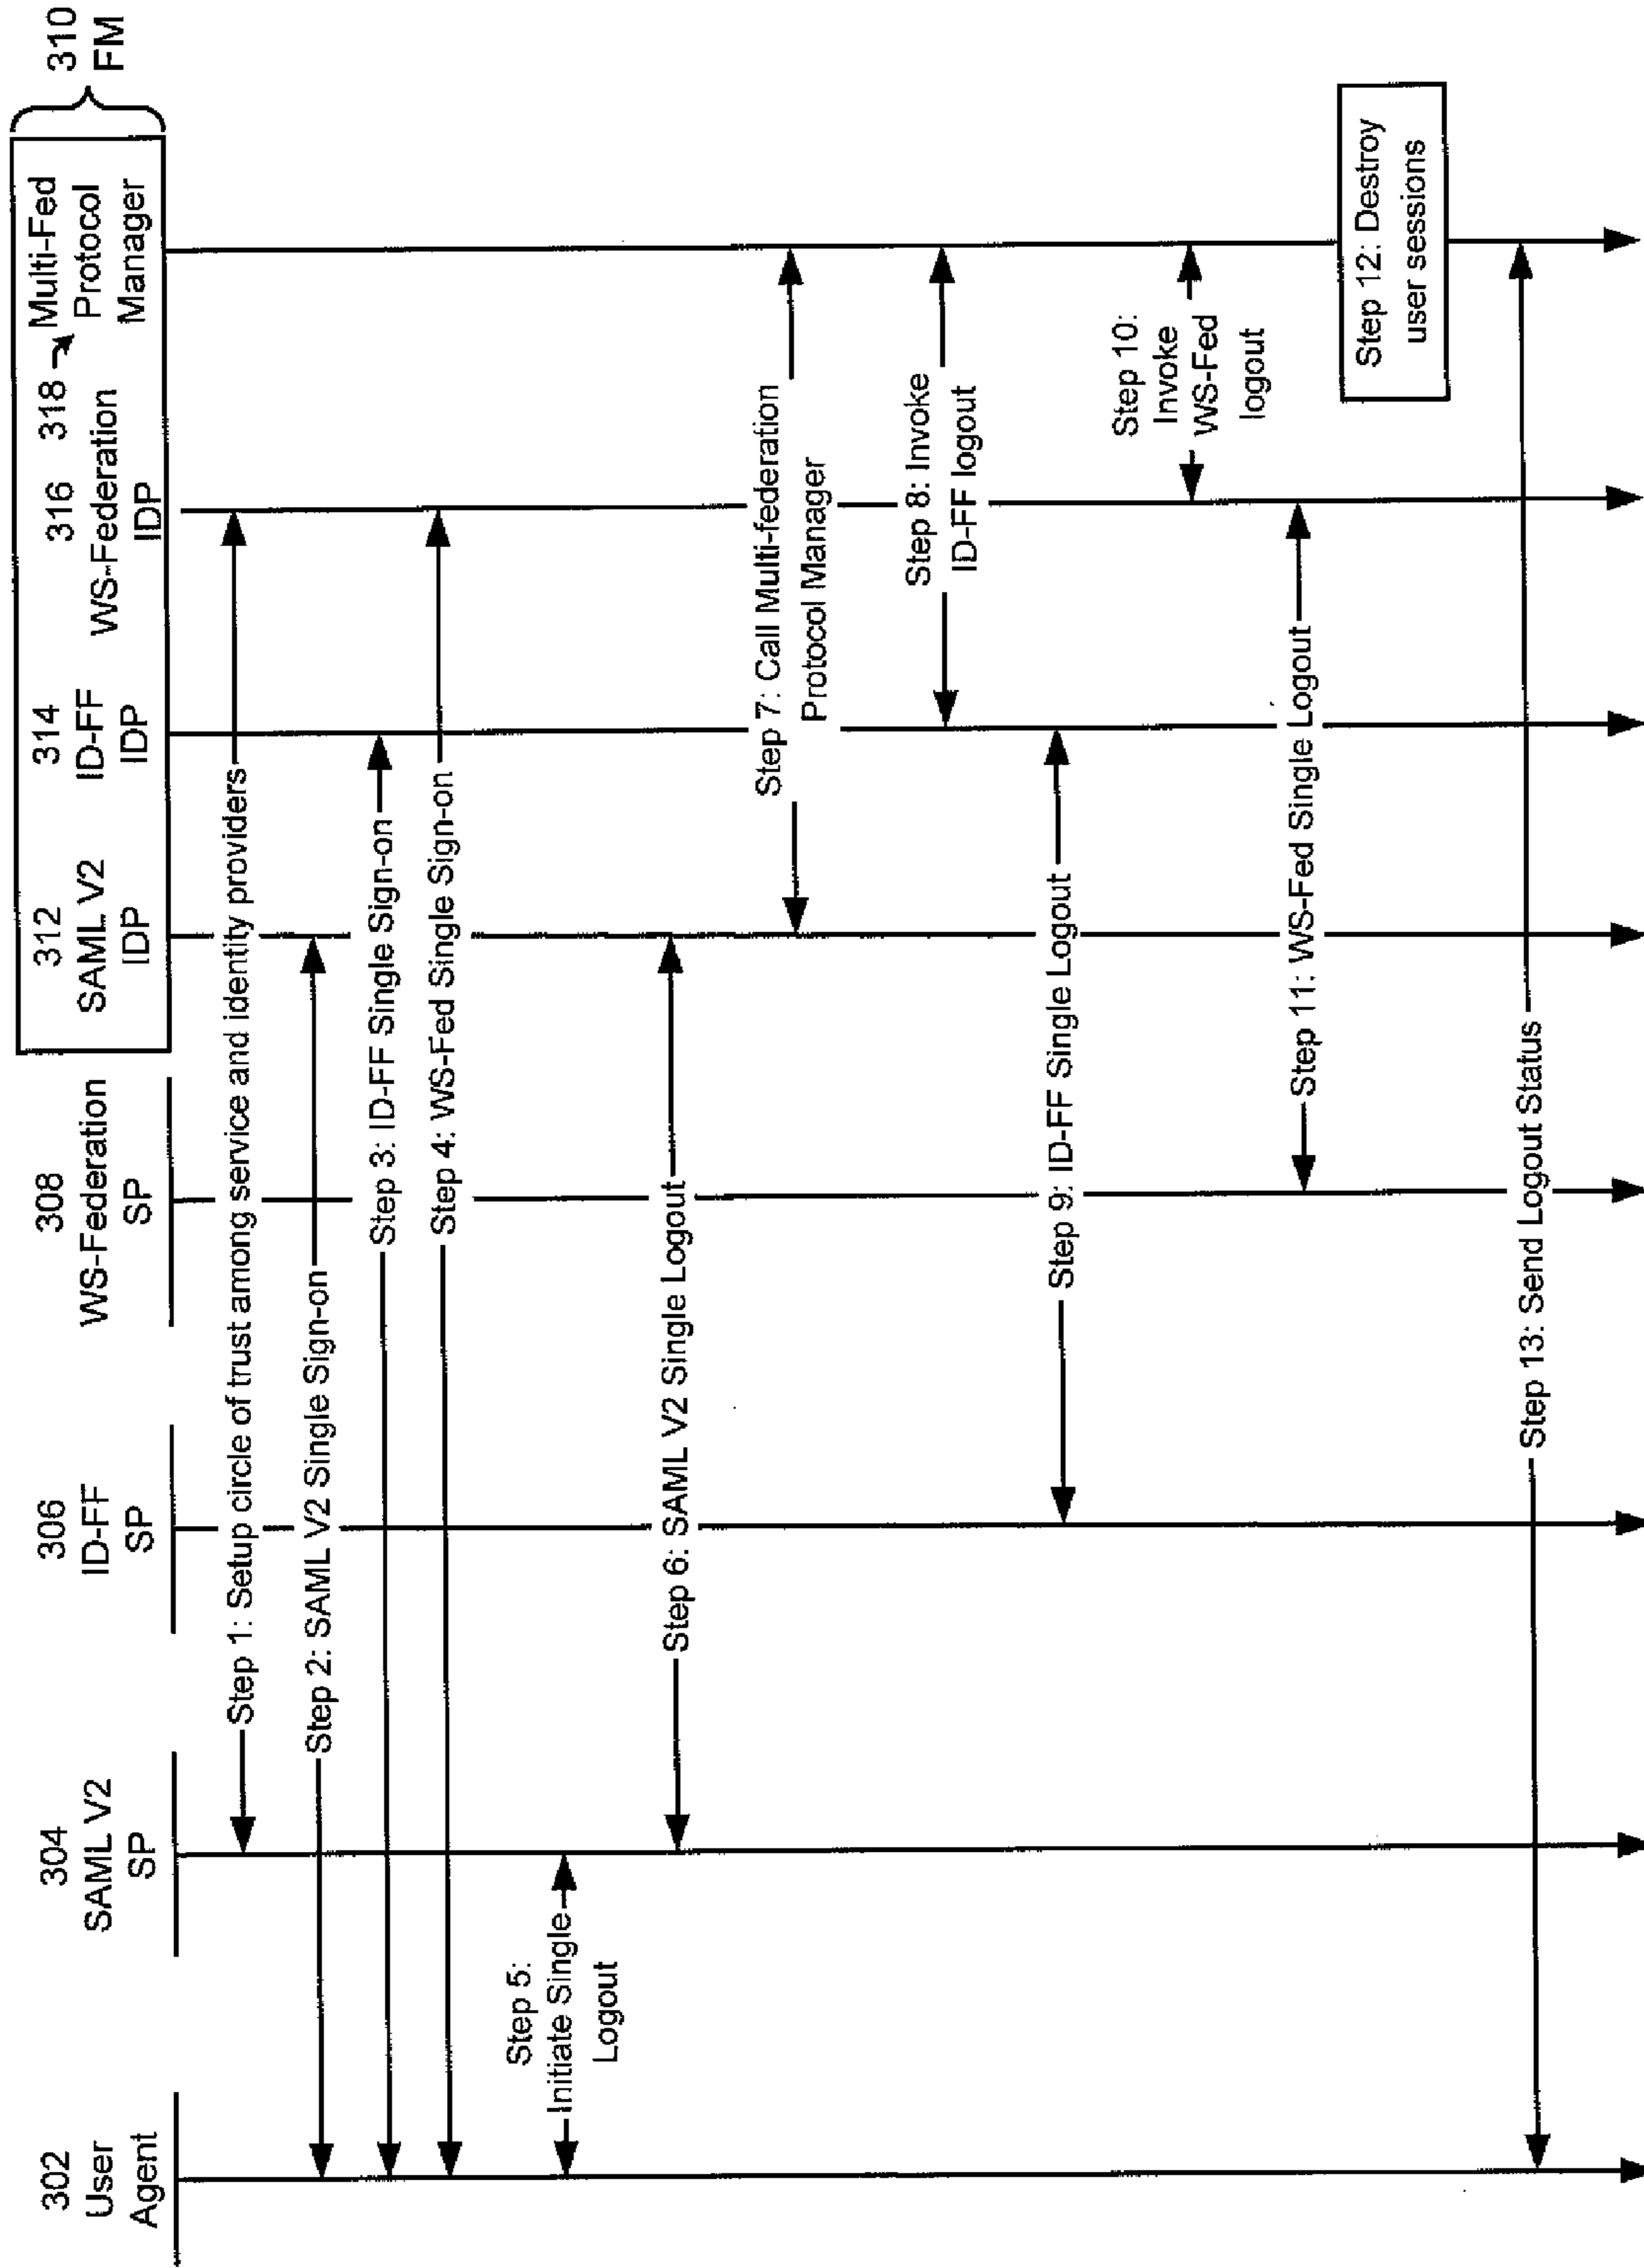 302
User
Agent
304
SAML V2
SP
306
ID-FF
SP
308
WS-Federation
SP
312
SAML V2
IDP
314
ID-FF
IDP
316
WS-Federation
IDP
318
Multi-Fed
Protocol
Manager
310
FM
Step 1: Setup circle of trust among service and identity providers
Step 2: SAML V2 Single Sign-on
Step 3: ID-FF Single Sign-on
Step 4: WS-Fed Single Sign-on
Step 5:
Initiate Single
Logout
Step 6: SAML V2 Single Logout
Step 7: Call Multi-federation
Protocol Manager
Step 8: Invoke
ID-FF logout
Step 9: ID-FF Single Logout
Step 10:
Invoke
WS-Fed
logout
Step 11: WS-Fed Single Logout
Step 12: Destroy
user sessions
Step 13: Send Logout Status